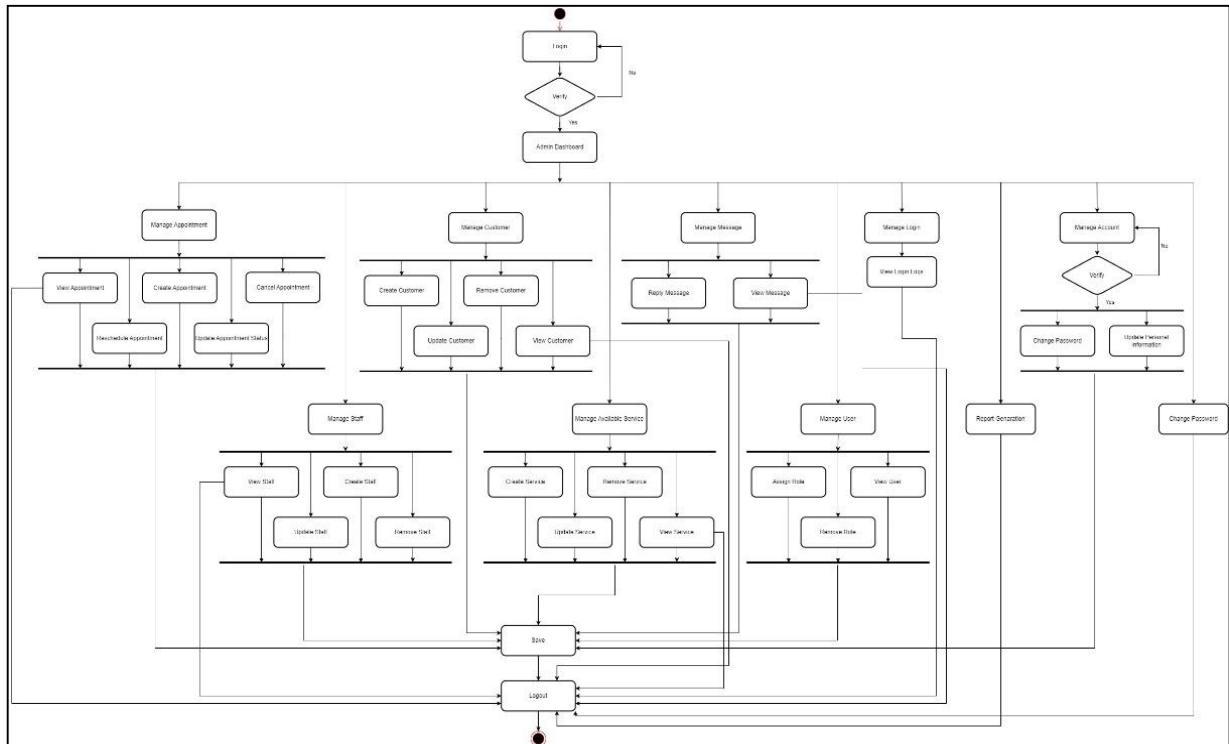 Login
No
Verify
Yes
Admin Dashboard
Manage Appointment
Manage Customer
Manage Message
Manage Login
Manage Account
No
View Login Logs
Verify
View Appointment
Create Appointment
Cancel Appointment
Create Customer
Remove Customer
Reply Message
View Message
Yes
Reschedule Appointment
Update Appointment Status
Update Customer
View Customer
Change Password
Update Personal
Information
Manage Staff
Manage Available Service
Manage User
Report Genaration
Change Password
View Staff
Create Staff
Create Service
Remove Service
Assign Role
View User
Update Staff
Remove Staff
Update Service
View Service
Remove Role
Save
Logout